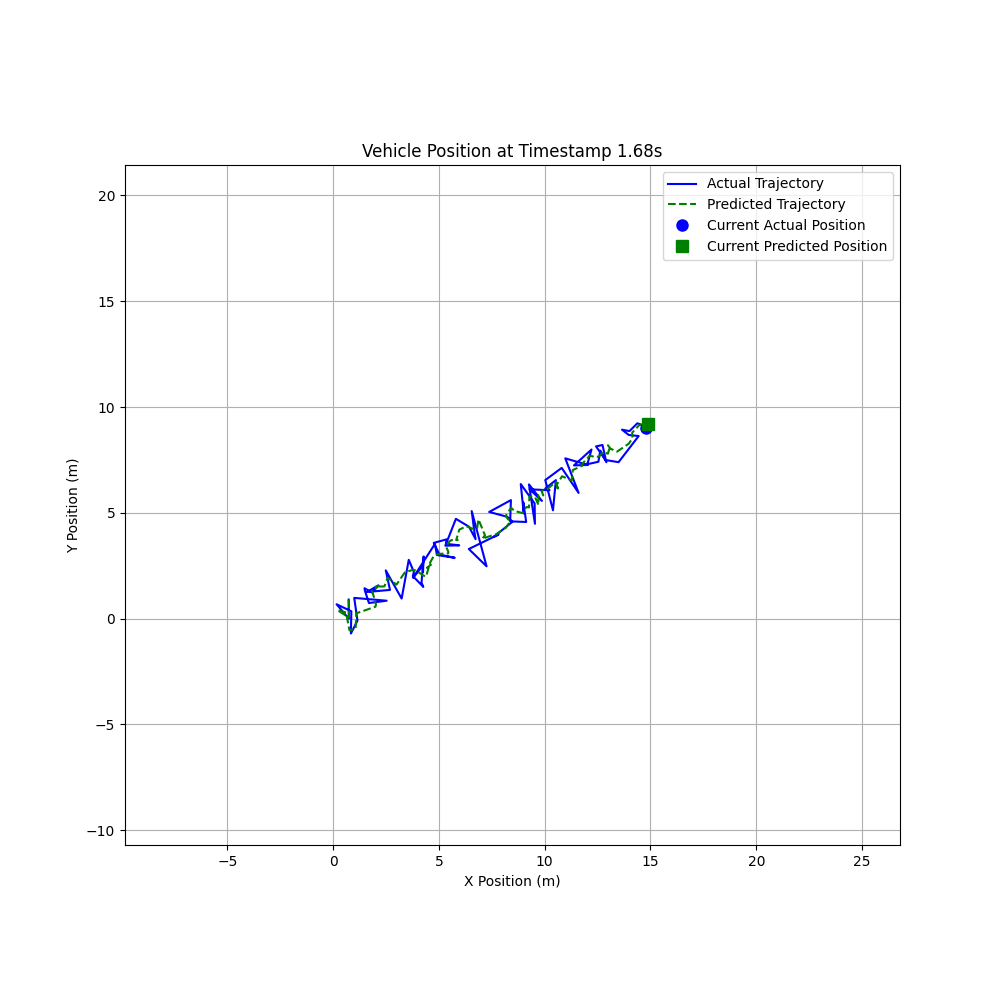 Vehicle Position at Timestamp 1.68s
Actual Trajectory
Predicted Trajectory
Current Actual Position
Current Predicted Position
20
15
10
5
0
−5
−10
Y Position (m)
−5
0
5
10
15
20
25
X Position (m)